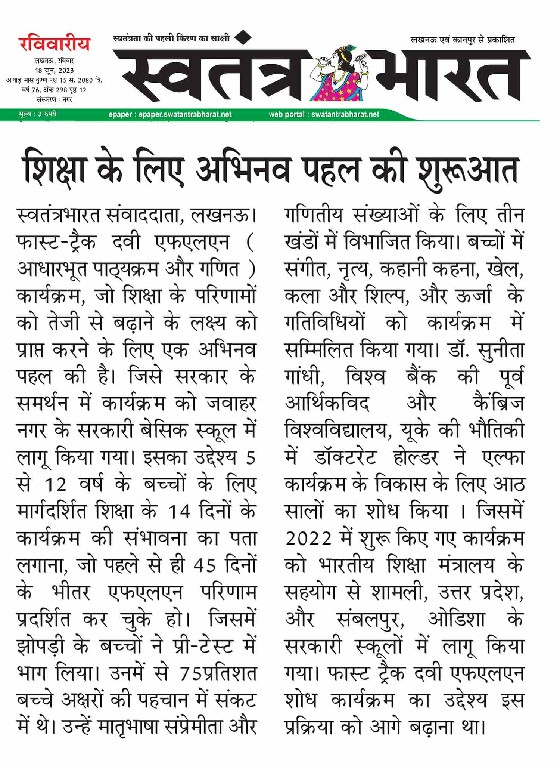 रविवारीय
लखनऊ, रविवार
18 जून, 2023
वर्ष 76, अंक 298 पृष्ठ 12
संस्करण : नगर
मूल्य : ३ रुपये
स्वतंत्रता की पहली किरण का साक्षी
लखनऊ एवं कानपुर से प्रकाशित
स्वतंत्र भारत
epaper : epaper.swatantrabharat.net
web portal : swatantrabharat.net
शिक्षा के लिए अभिनव पहल की शुरूआत
स्वतंत्रभारत संवाददाता, लखनऊ।
फास्ट-ट्रैक दवी एफएलएन (
आधारभूत पाठ्यक्रम और गणित )
कार्यक्रम, जो शिक्षा के परिणामों
को तेजी से बढ़ाने के लक्ष्य को
प्राप्त करने के लिए एक अभिनव
पहल की है। जिसे सरकार के
समर्थन में कार्यक्रम को जवाहर
नगर के सरकारी बेसिक स्कूल में
लागू किया गया। इसका उद्देश्य 5
से 12 वर्ष के बच्चों के लिए
मार्गदर्शित शिक्षा के 14 दिनों के
कार्यक्रम की संभावना का पता
लगाना, जो पहले से ही 45 दिनों
के भीतर एफएलएन परिणाम
प्रदर्शित कर चुके हो। जिसमें
झोपड़ी के बच्चों ने प्री-टेस्ट में
भाग लिया। उनमें से 75प्रतिशत
बच्चे अक्षरों की पहचान में संकट
में थे। उन्हें मातृभाषा संप्रेमीता और
गणितीय संख्याओं के लिए तीन
खंडों में विभाजित किया। बच्चों में
संगीत, नृत्य, कहानी कहना, खेल,
कला और शिल्प, और ऊर्जा के
गतिविधियों को कार्यक्रम में
सम्मिलित किया गया। डॉ. सुनीता
गांधी, विश्व बैंक की पूर्व
आर्थिकविद और कैंब्रिज
विश्वविद्यालय, यूके की भौतिकी
में डॉक्टरेट होल्डर ने एल्फा
कार्यक्रम के विकास के लिए आठ
सालों का शोध किया । जिसमें
2022 में शुरू किए गए कार्यक्रम
को भारतीय शिक्षा मंत्रालय के
सहयोग से शामली, उत्तर प्रदेश,
और संबलपुर, ओडिशा के
सरकारी स्कूलों में लागू किया
गया। फास्ट ट्रैक दवी एफएलएन
शोध कार्यक्रम का उद्देश्य इस
प्रक्रिया को आगे बढ़ाना था।